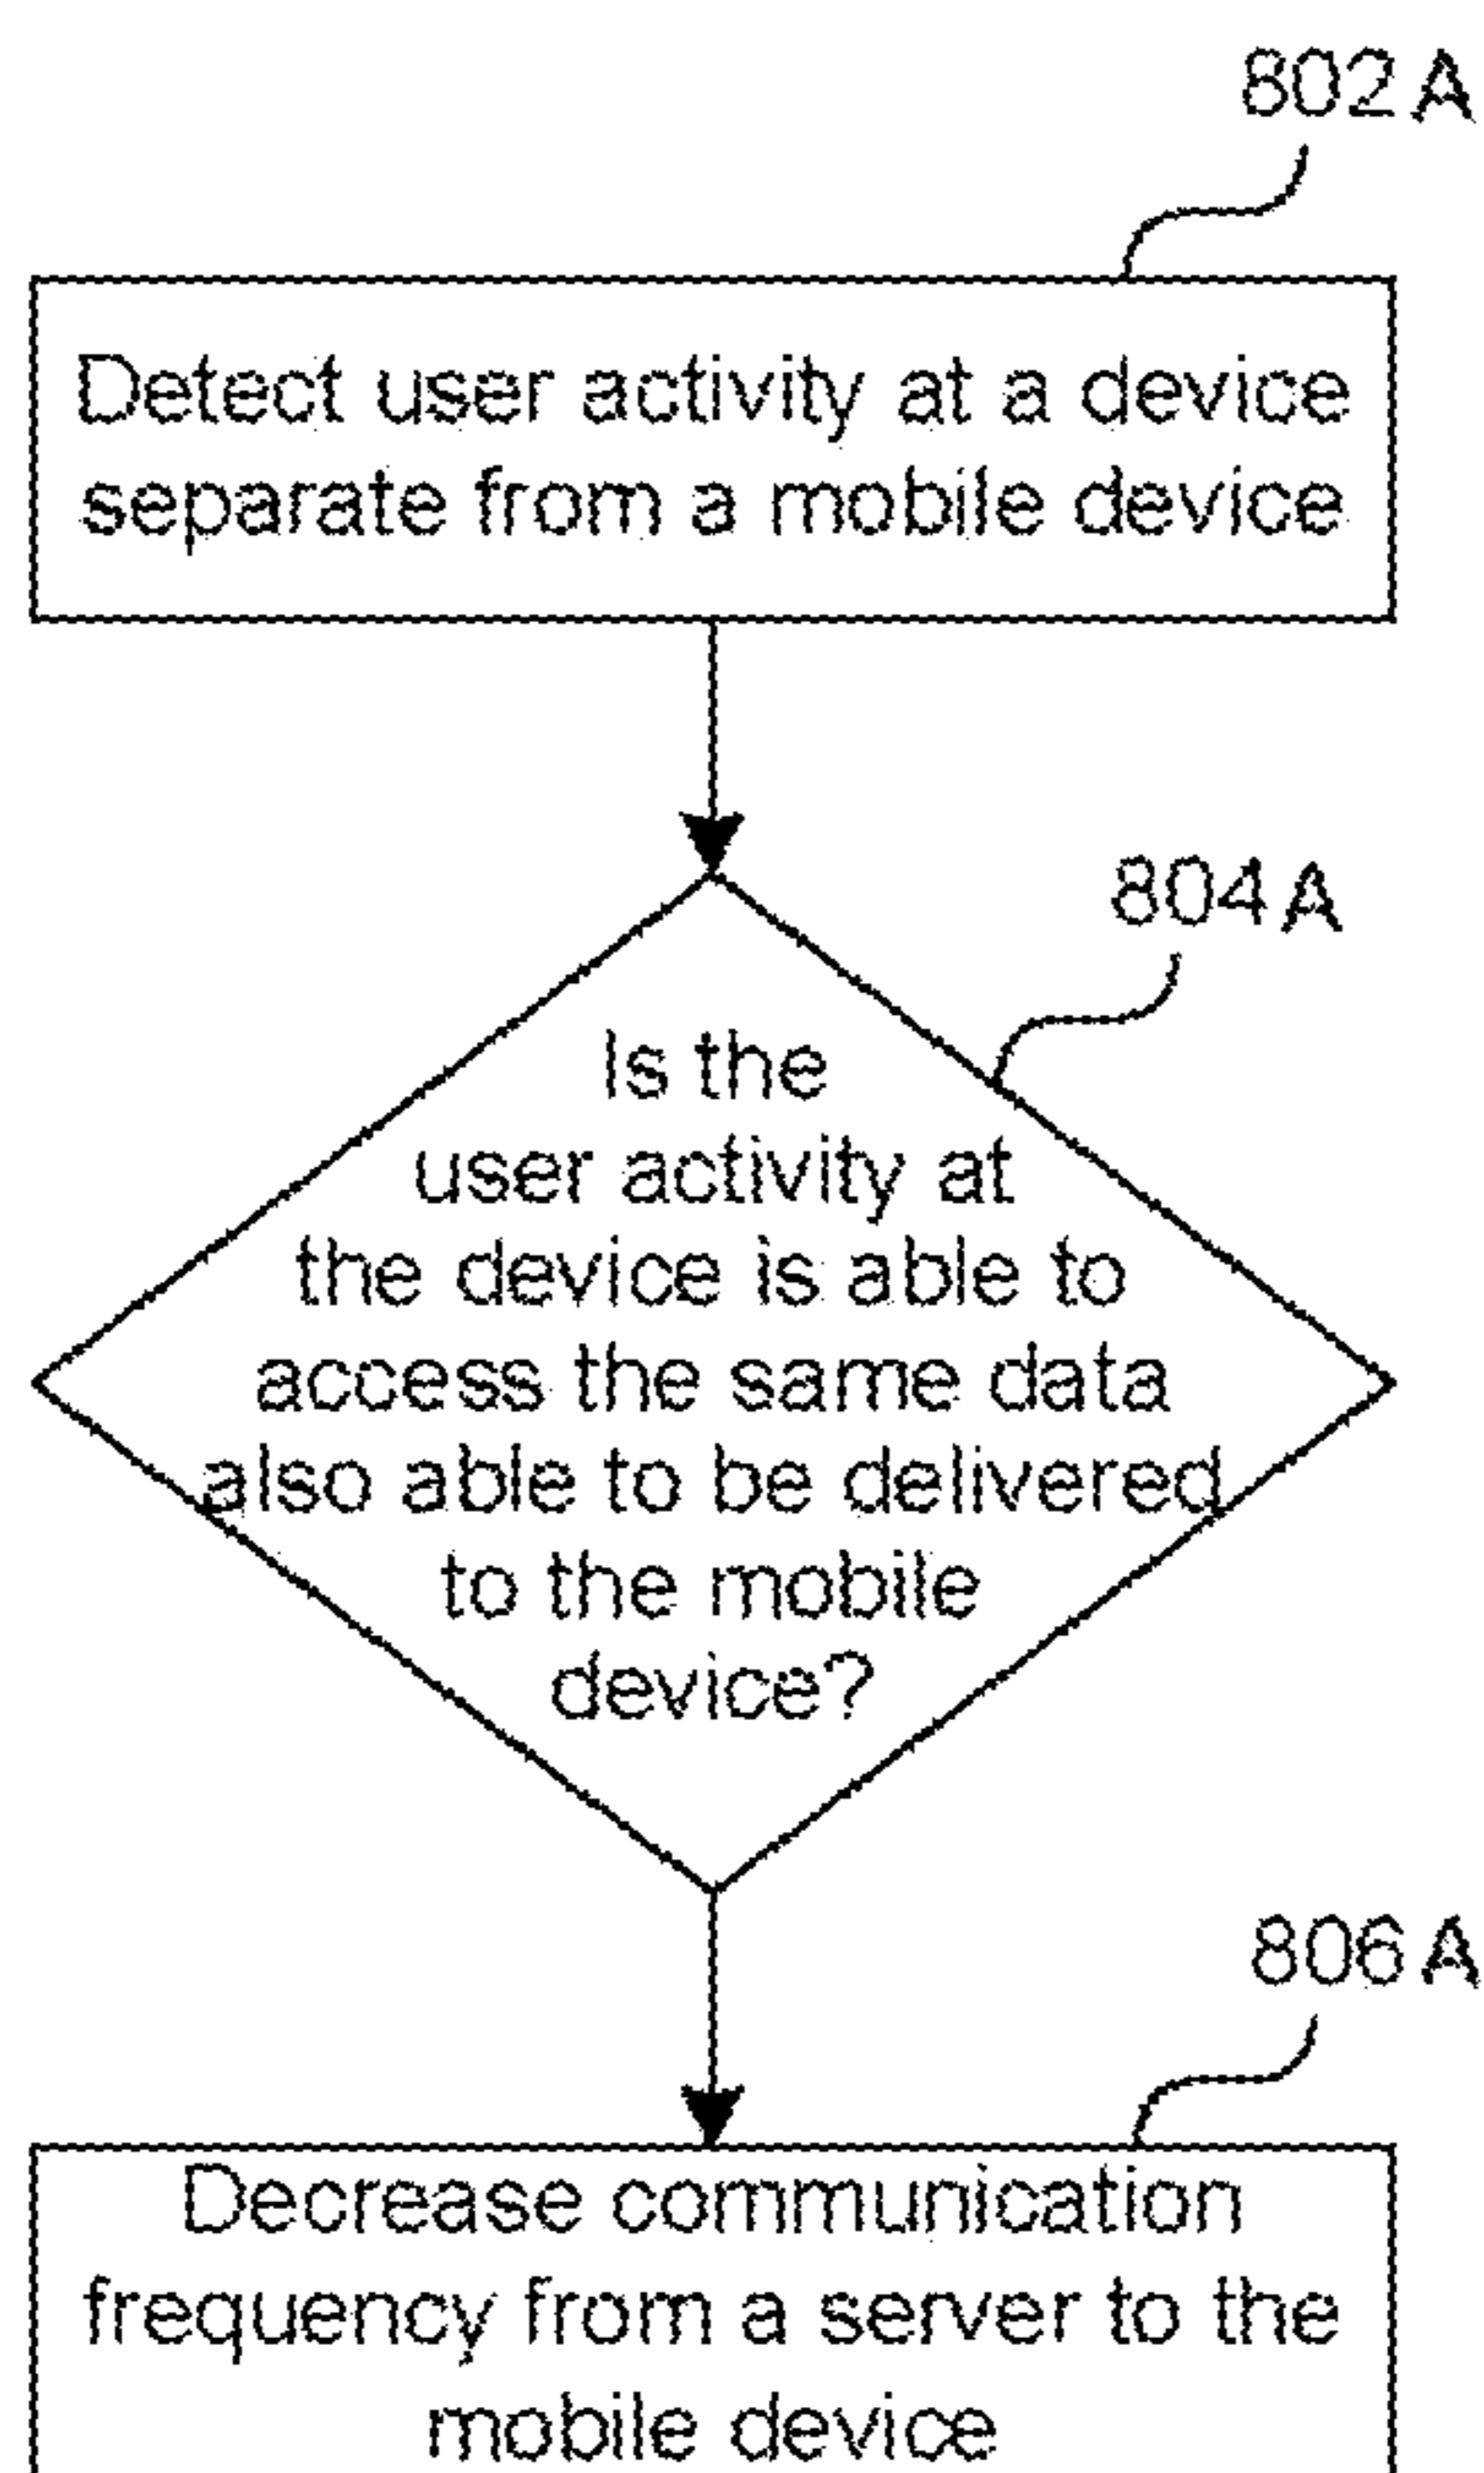 802A
Detect user activity at a device
separate from a mobile device
804A
Is the
user activity at
the device is able to
access the same data
also able to be delivered
to the mobile
device?
806A
Decrease communication
frequency from a server to the
mobile device